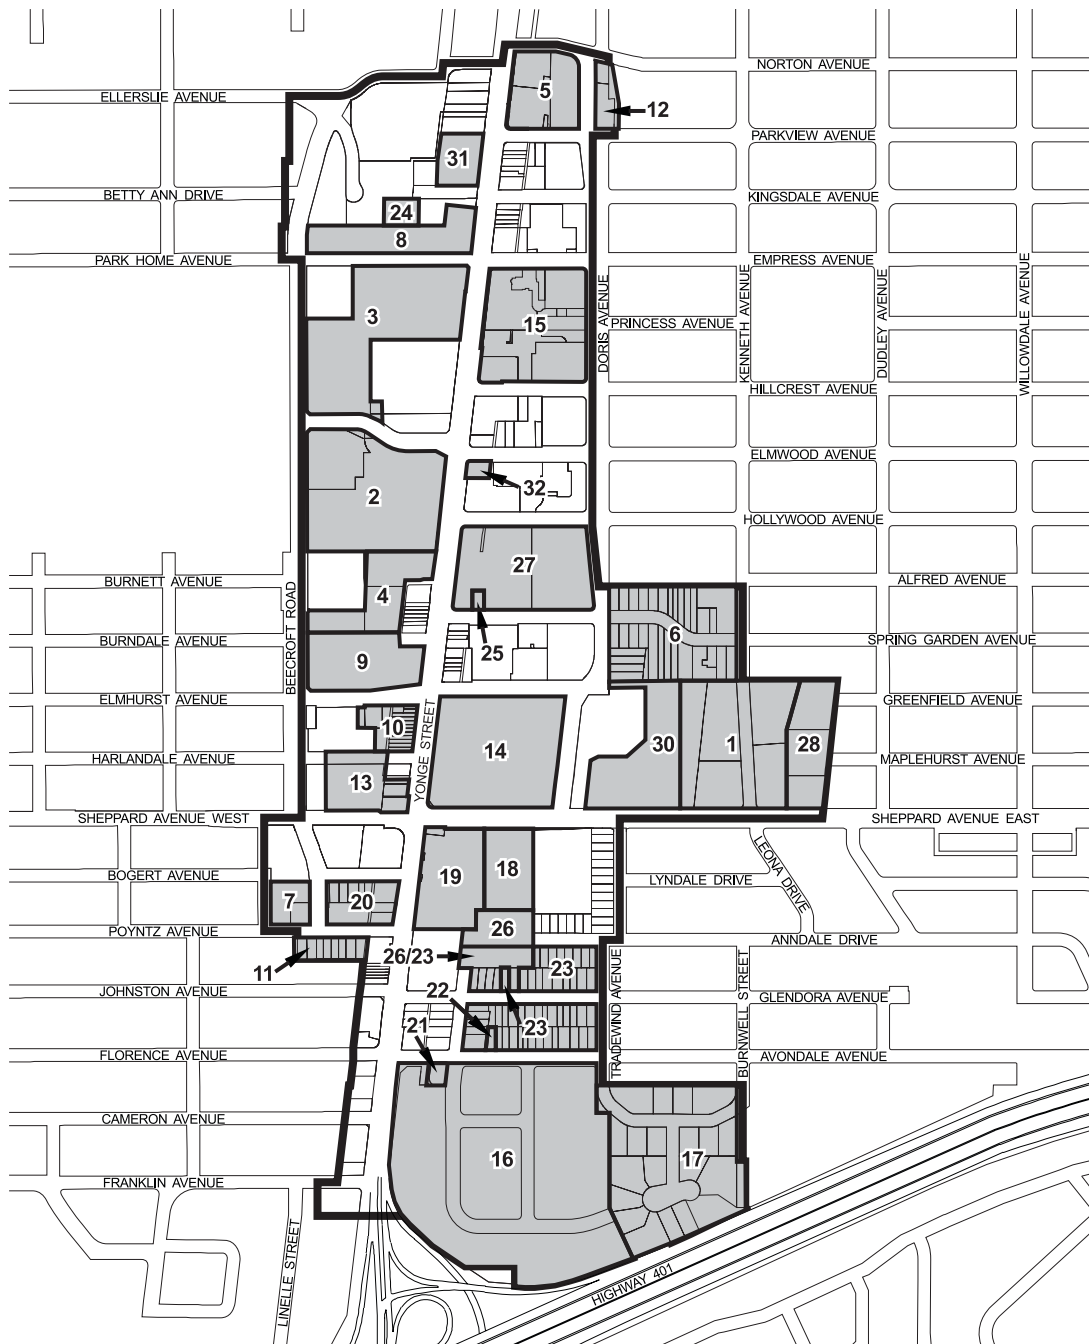 NORTON AVENUE
5
ELLERSLIE AVENUE
12
PARKVIEW AVENUE
31
BETTY ANN DRIVE
KINGSDALE AVENUE
24
8
PARK HOME AVENUE
EMPRESS AVENUE
DORIS AVENUE
KENNETH AVENUE
DUDLEY AVENUE
WILLOWDALE AVENUE
3
15
PRINCESS AVENUE
HILLCREST AVENUE
ELMWOOD AVENUE
32
2
HOLLYWOOD AVENUE
27
BURNETT AVENUE
ALFRED AVENUE
4
BEECROFT ROAD
6
BURNDALE AVENUE
SPRING GARDEN AVENUE
25
9
ELMHURST AVENUE
GREENFIELD AVENUE
10
YONGE STREET
14
30
1
28
HARLANDALE AVENUE
MAPLEHURST AVENUE
13
SHEPPARD AVENUE WEST
SHEPPARD AVENUE EAST
LEONA DRIVE
BOGERT AVENUE
19
18
LYNDALE DRIVE
7
20
POYNTZ AVENUE
26
ANNDALE DRIVE
26/23
11
23
TRADEWIND AVENUE
BURNWELL STREET
JOHNSTON AVENUE
22
GLENDORA AVENUE
21
23
FLORENCE AVENUE
AVONDALE AVENUE
CAMERON AVENUE
16
17
FRANKLIN AVENUE
LINELLE STREET
HIGHWAY 401